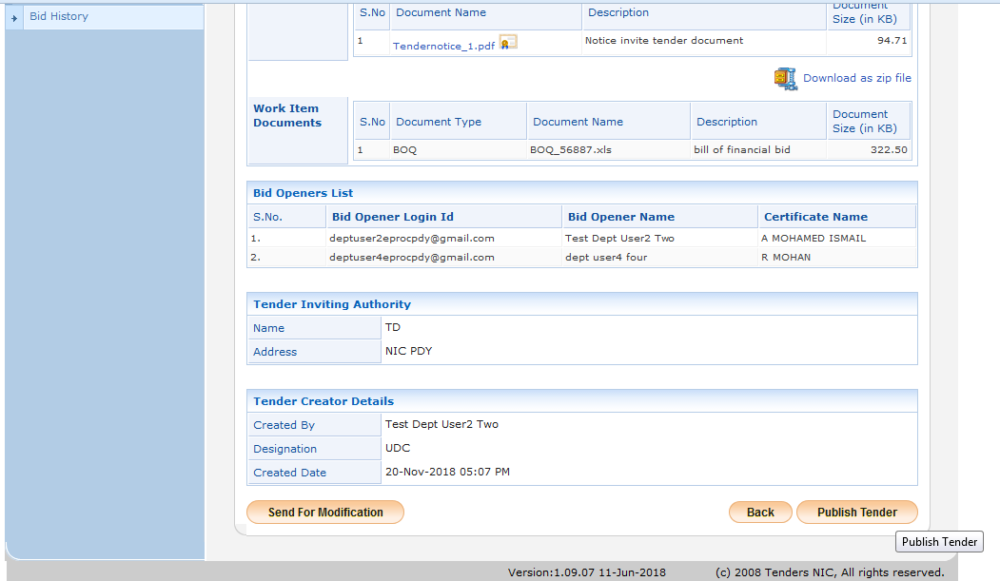 Bid History
S.No Document Name Description Document Size (in KB)
1 Tendernotice_1.pdf Notice invite tender document 94.71
Download as zip file
Work Item Documents
S.No Document Type Document Name Description Document Size (in KB)
1 BOQ BOQ_56887.xls bill of financial bid 322.50
Bid Openers List
S.No. Bid Opener Login Id Bid Opener Name Certificate Name
1. deptuser2eprocpdy@gmail.com Test Dept User2 Two A MOHAMED ISMAIL
2. deptuser4eprocpdy@gmail.com dept user4 four R MOHAN
Tender Inviting Authority
Name TD
Address NIC PDY
Tender Creator Details
Created By Test Dept User2 Two
Designation UDC
Created Date 20-Nov-2018 05:07 PM
Send For Modification Back Publish Tender
Publish Tender
Version:1.09.07 11-Jun-2018 (c) 2008 Tenders NIC, All rights reserved.